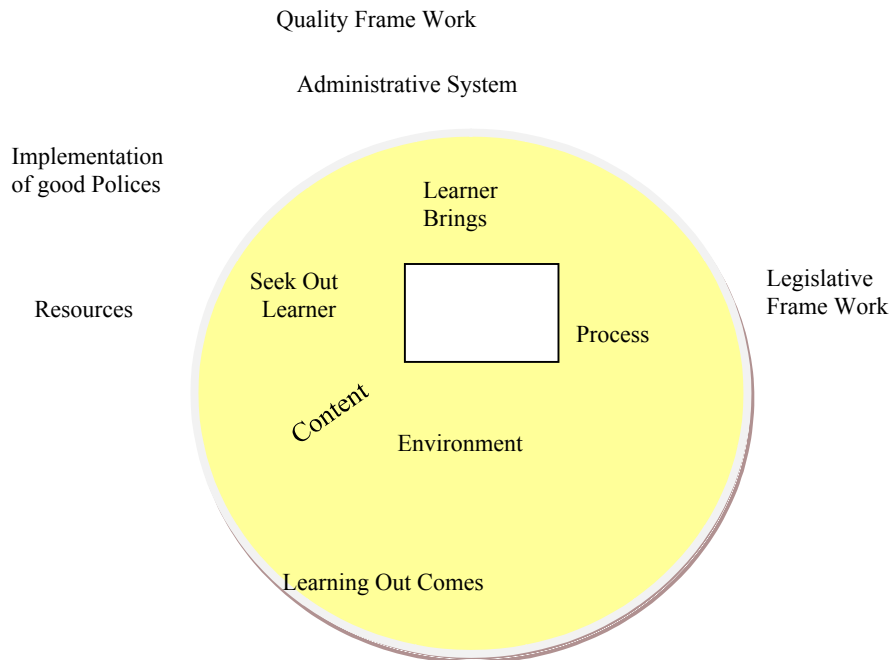 Quality Frame Work
Administrative System
Implementation
of good Polices
Learner
Brings
Seek Out
Learner
Legislative
Frame Work
Resources
Process
Content
Environment
Learning Out Comes